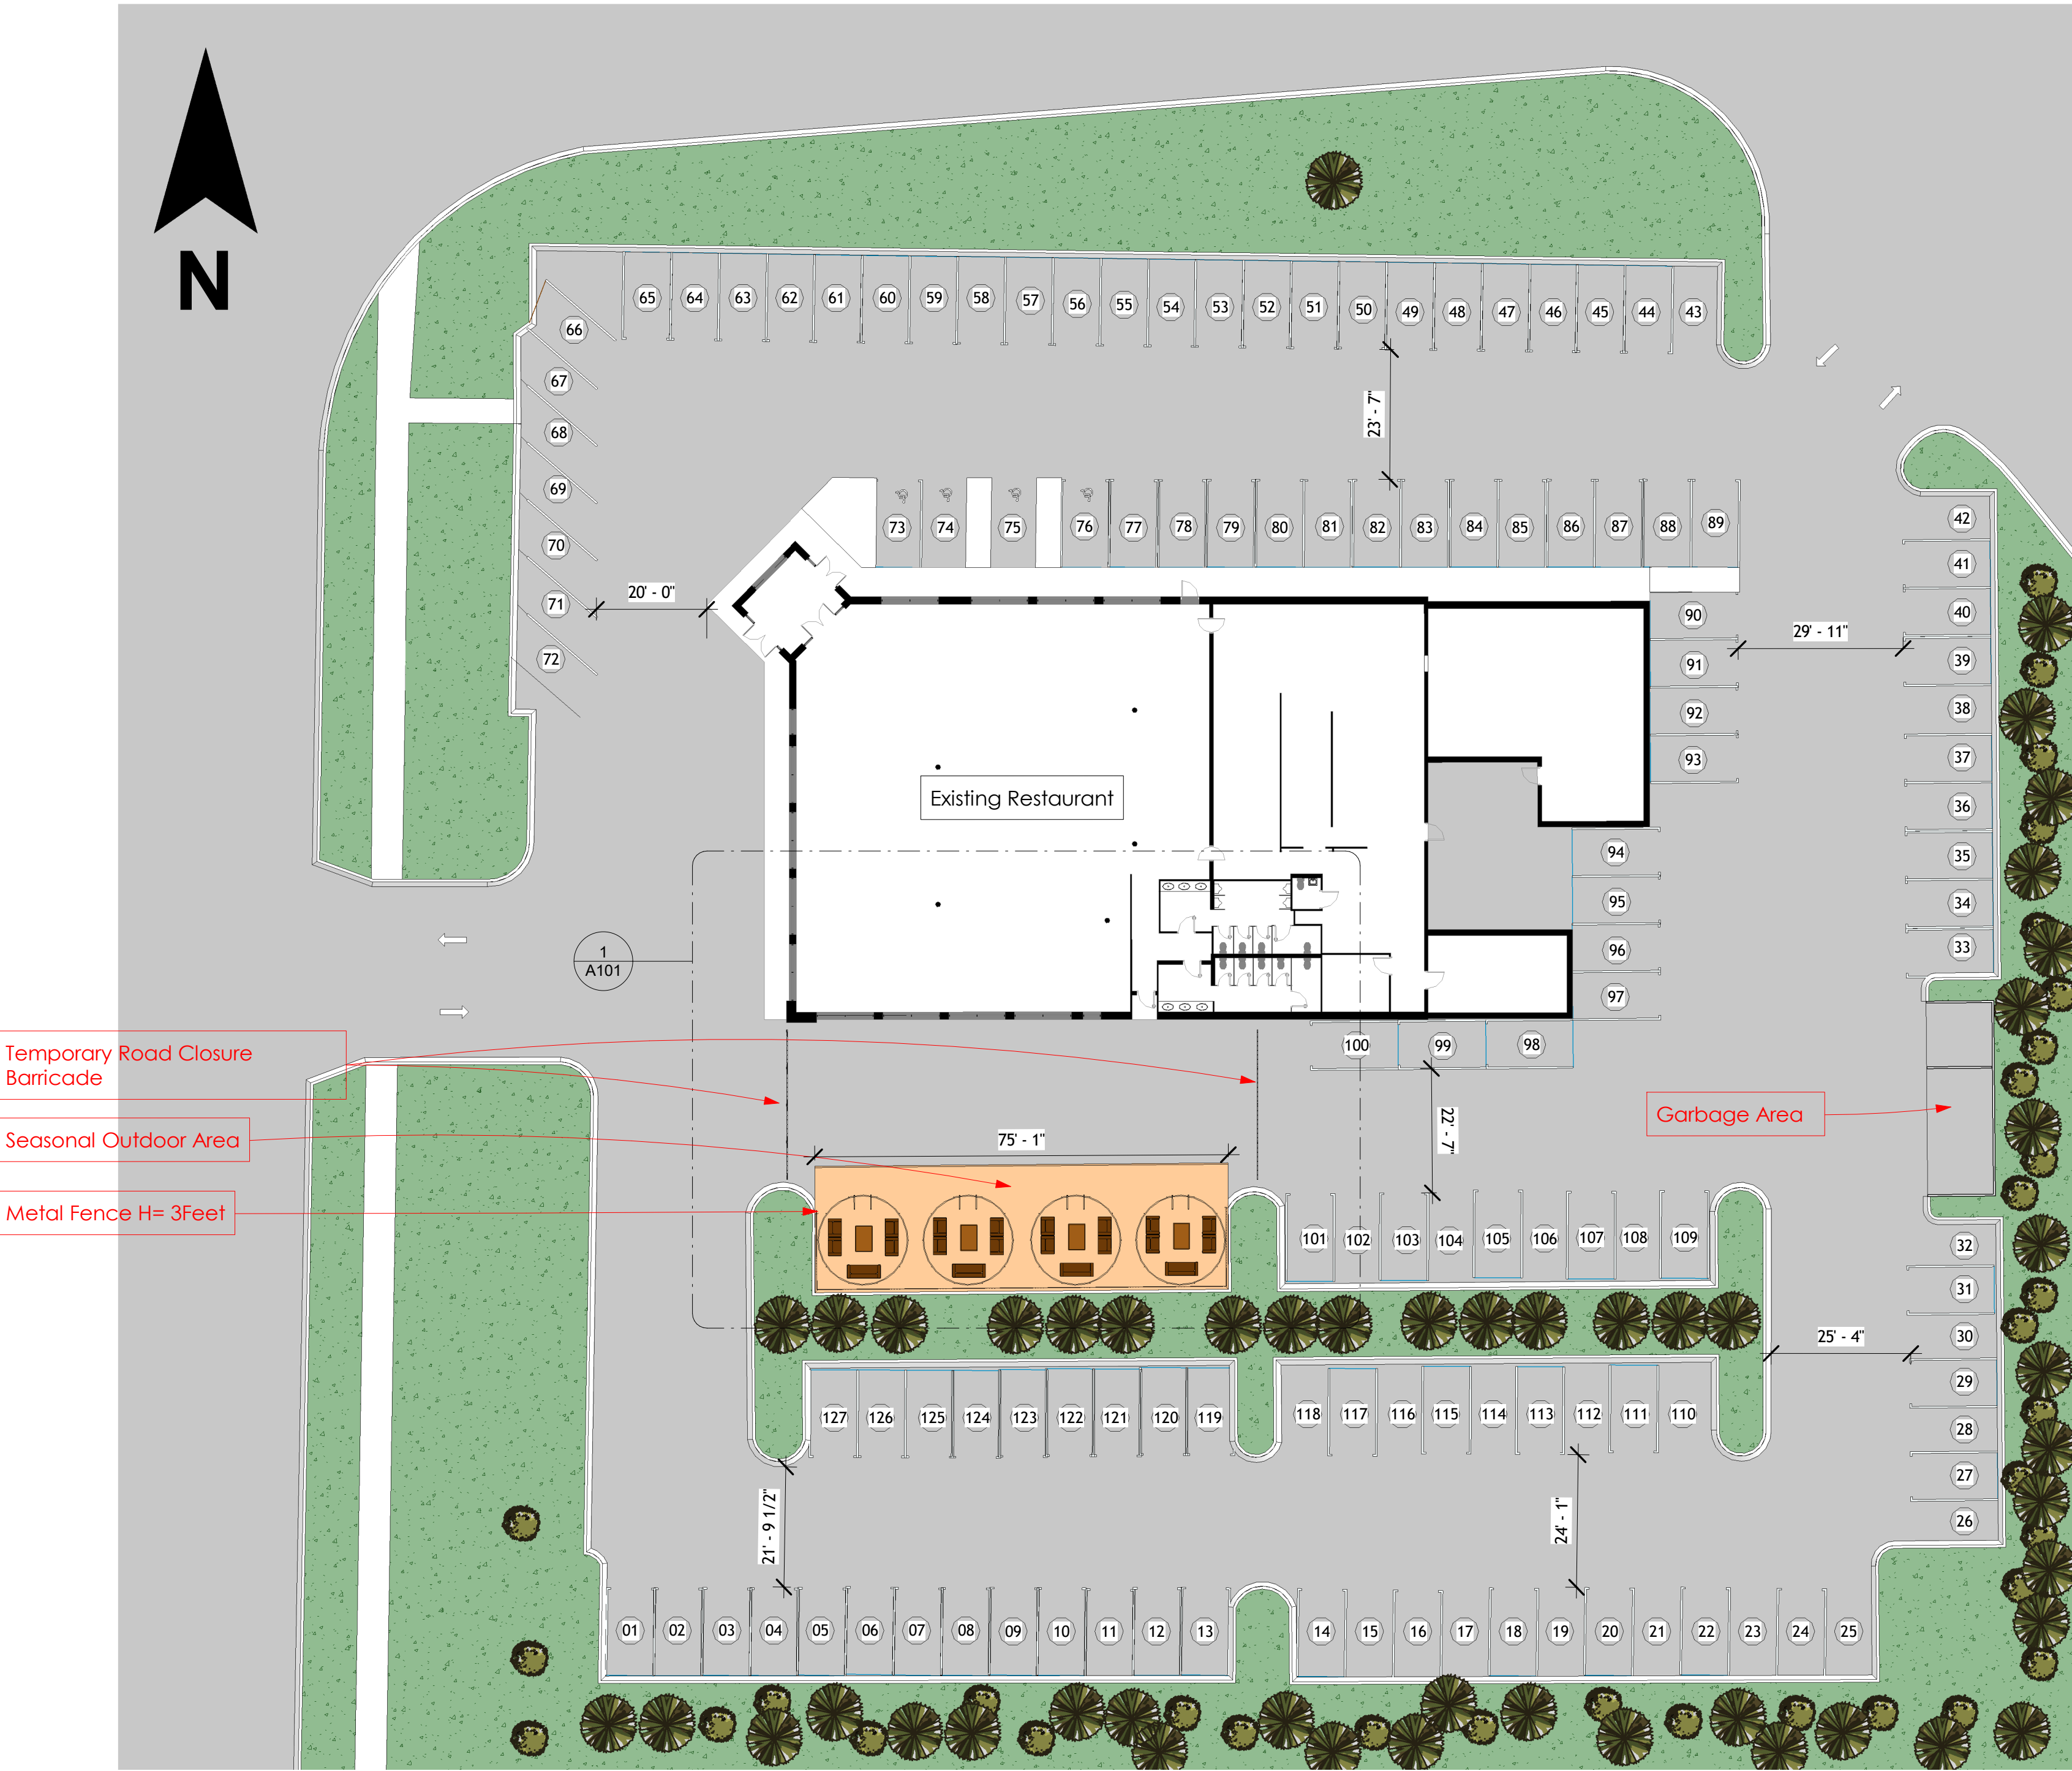 N
65 64 63 62 61 60 59 58 57 56 55 54 53 52 51 50 49 48 47 46 45 44 43
66
67
68
69
70
71
72
23' - 7"
73 74 75 76 77 78 79 80 81 82 83 84 85 86 87 88 89
20' - 0"
29' - 11"
42
41
40
39
38
37
36
35
34
33
90
91
92
93
94
95
96
97
Existing Restaurant
1
A101
100 99 98
Temporary Road Closure
Barricade
Seasonal Outdoor Area
Metal Fence H= 3Feet
75' - 1"
22' - 7"
Garbage Area
101 102 103 104 105 106 107 108 109
32
31
30
29
28
27
26
25' - 4"
127 126 125 124 123 122 121 120 119 118 117 116 115 114 113 112 111 110
21' - 9 1/2"
24' - 1"
01 02 03 04 05 06 07 08 09 10 11 12 13 14 15 16 17 18 19 20 21 22 23 24 25